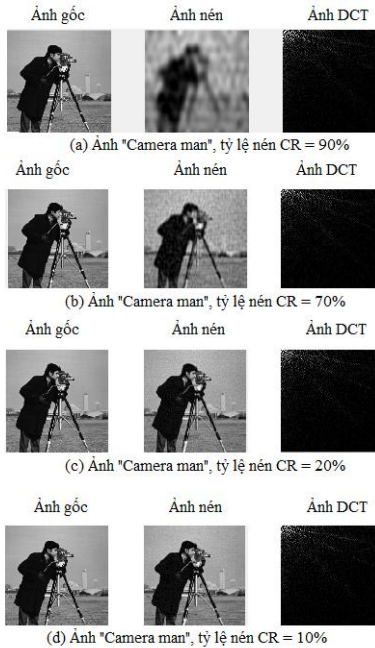 Ảnh gốc Ảnh nén Ảnh DCT
(a) Ảnh "Camera man", tỷ lệ nén CR = 90%
Ảnh gốc Ảnh nén Ảnh DCT
(b) Ảnh "Camera man", tỷ lệ nén CR = 70%
Ảnh gốc Ảnh nén Ảnh DCT
(c) Ảnh "Camera man", tỷ lệ nén CR = 20%
Ảnh gốc Ảnh nén Ảnh DCT
(d) Ảnh "Camera man", tỷ lệ nén CR = 10%